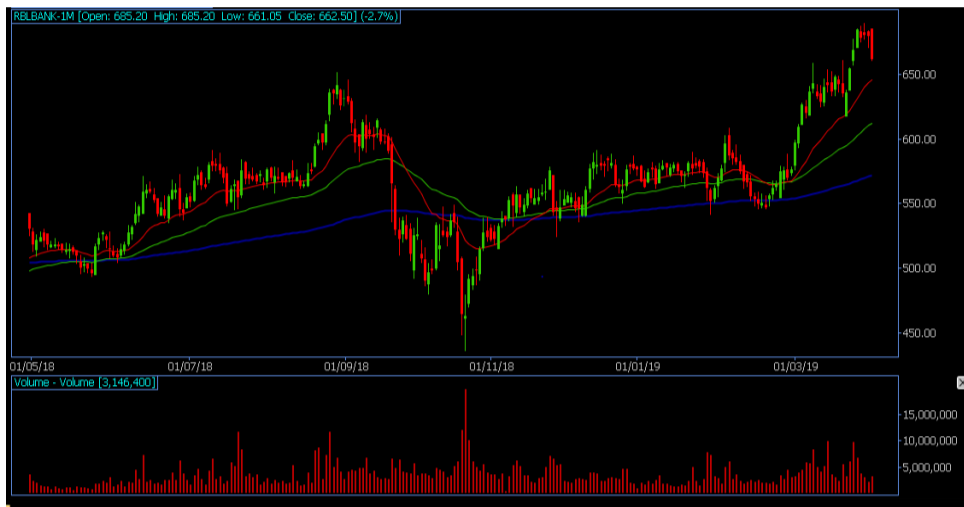 RBLBANK-1M [Open: 685.20 High: 685.20 Low: 661.05 Close: 662.50] (-2.7%)
650.00
600.00
550.00
500.00
450.00
01/05/18 01/07/18 01/09/18 01/11/18 01/01/19 01/03/19
Volume - Volume [3,146,400]
15,000,000
10,000,000
5,000,000